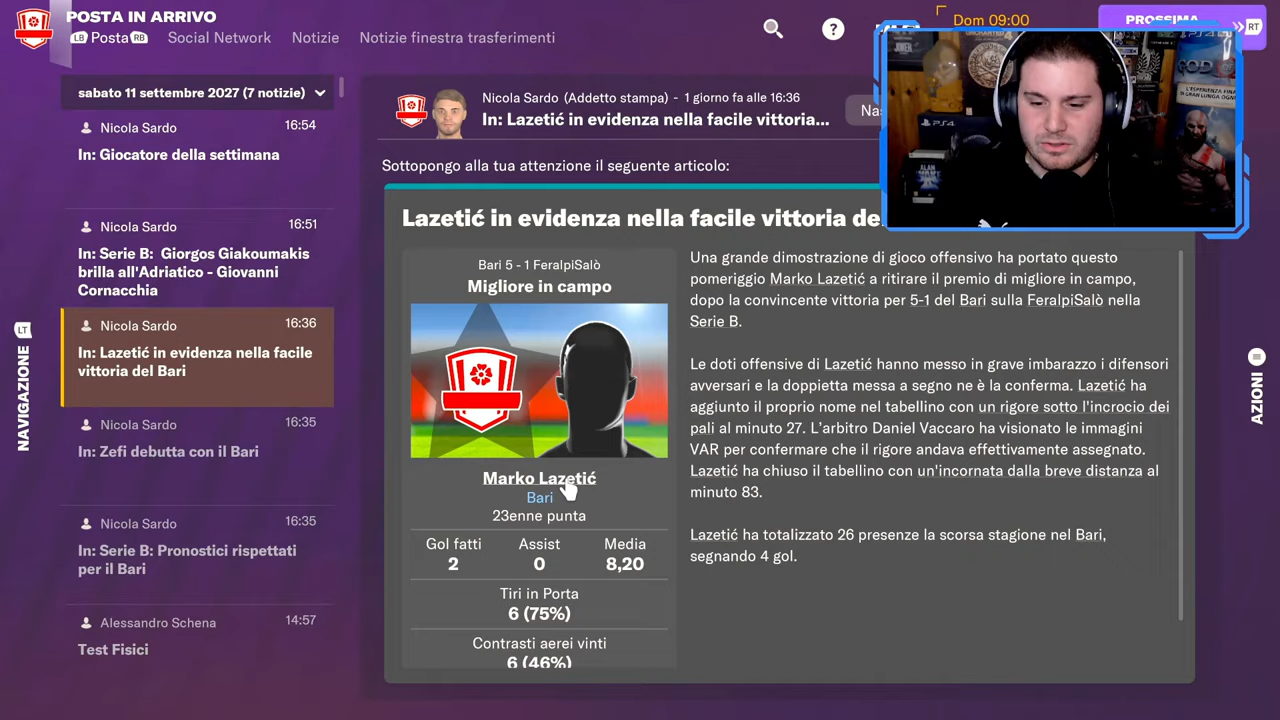 POSTA IN ARRIVO
LB Posta RB Social Network Notizie Notizie finestra trasferimenti
?
Dom 09:00
PROSSIMA
RT
sabato 11 settembre 2027 (7 notizie)
Nicola Sardo 16:54
In: Giocatore della settimana
Nicola Sardo 16:51
In: Serie B: Giorgos Giakoumakis
brilla all'Adriatico - Giovanni
Cornacchia
Nicola Sardo 16:36
In: Lazetić in evidenza nella facile
vittoria del Bari
Nicola Sardo 16:35
In: Zefi debutta con il Bari
Nicola Sardo 16:35
In: Serie B: Pronostici rispettati
per il Bari
Alessandro Schena 14:57
Test Fisici
LT
NAVIGAZIONE
Nicola Sardo (Addetto stampa) - 1 giorno fa alle 16:36
In: Lazetić in evidenza nella facile vittoria...
Sottopongo alla tua attenzione il seguente articolo:
Lazetić in evidenza nella facile vittoria de
Bari 5 - 1 FeralpiSalò
Migliore in campo
Marko Lazetić
Bari
23enne punta
Gol fatti Assist Media
2 0 8,20
Tiri in Porta
6 (75%)
Contrasti aerei vinti
6 (46%)
Una grande dimostrazione di gioco offensivo ha portato questo
pomeriggio Marko Lazetić a ritirare il premio di migliore in campo,
dopo la convincente vittoria per 5-1 del Bari sulla FeralpiSalò nella
Serie B.
Le doti offensive di Lazetić hanno messo in grave imbarazzo i difensori
avversari e la doppietta messa a segno ne è la conferma. Lazetić ha
aggiunto il proprio nome nel tabellino con un rigore sotto l'incrocio dei
pali al minuto 27. L'arbitro Daniel Vaccaro ha visionato le immagini
VAR per confermare che il rigore andava effettivamente assegnato.
Lazetić ha chiuso il tabellino con un'incornata dalla breve distanza al
minuto 83.
Lazetić ha totalizzato 26 presenze la scorsa stagione nel Bari,
segnando 4 gol.
AZIONI
PS4